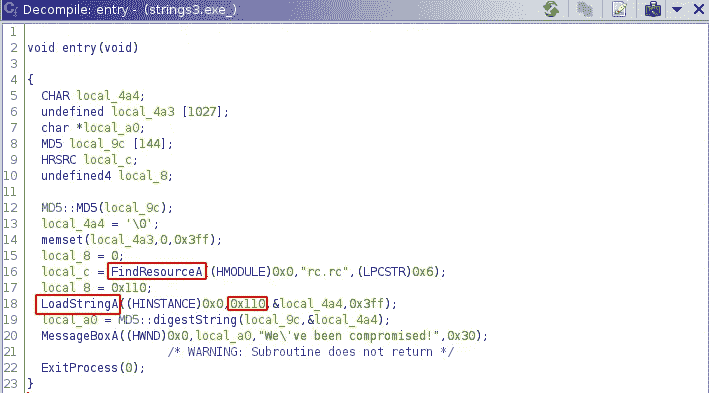 Decompile: entry - (strings3.exe_)
1
2 void entry(void)
3
4 {
5 CHAR local_4a4;
6 undefined local_4a3 [1027];
7 char *local_a0;
8 MD5 local_9c [144];
9 HRSRC local_c;
10 undefined4 local_8;
11
12 MD5::MD5(local_9c);
13 local_4a4 = '\0';
14 memset(local_4a3,0,0x3ff);
15 local_8 = 0;
16 local_c = FindResourceA((HMODULE)0x0,"rc.rc",(LPCSTR)0x6);
17 local_8 = 0x110;
18 LoadStringA((HINSTANCE)0x0,0x110,&local_4a4,0x3ff);
19 local_a0 = MD5::digestString(local_9c,&local_4a4);
20 MessageBoxA((HWND)0x0,local_a0,"We\'ve been compromised!",0x30);
21 /* WARNING: Subroutine does not return */
22 ExitProcess(0);
23 }